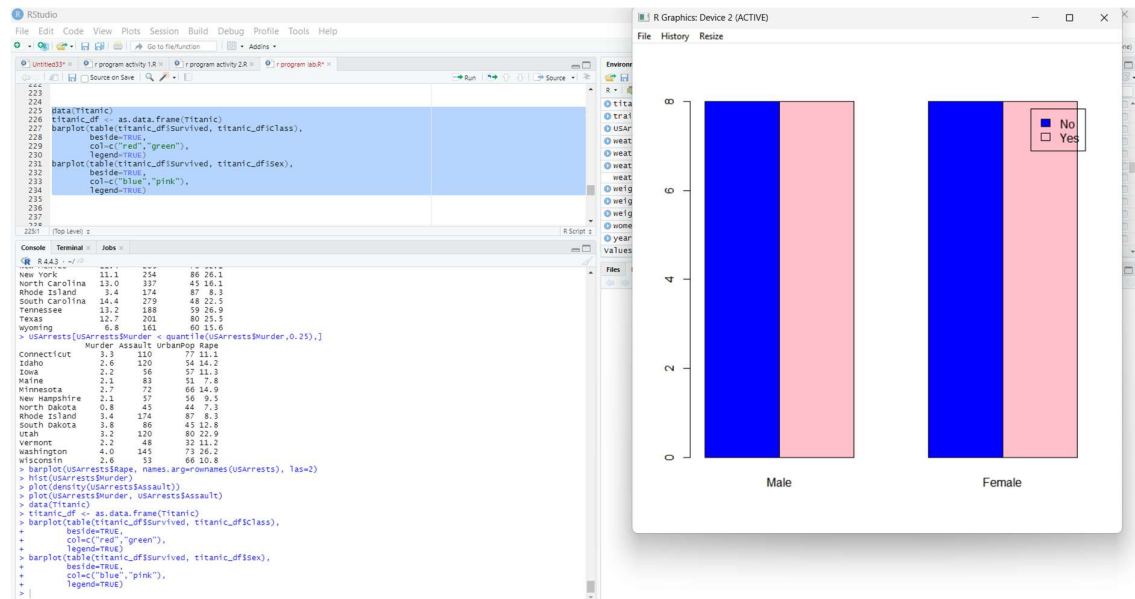 RStudio
File Edit Code View Plots Session Build Debug Profile Tools Help
Go to file/function Addins
Untitled33* r program activity 1.R r program activity 2.R r program lab.R*
Source on Save Run Source
222
223
224
225 data(Titanic)
226 titanic_df <- as.data.frame(Titanic)
227 barplot(table(titanic_df$Survived, titanic_df$Class),
228 beside=TRUE,
229 col=c("red","green"),
230 legend=TRUE)
231 barplot(table(titanic_df$Survived, titanic_df$Sex),
232 beside=TRUE,
233 col=c("blue","pink"),
234 legend=TRUE)
235
236
237
238
225:1 (Top Level) R Script
Console Terminal Jobs
R 4.4.3 · ~/
New York 11.1 254 86 26.1
North Carolina 13.0 337 45 16.1
Rhode Island 3.4 174 87 8.3
South Carolina 14.4 279 48 22.5
Tennessee 13.2 188 59 26.9
Texas 12.7 201 80 25.5
Wyoming 6.8 161 60 15.6
> USArrests[USArrests$Murder < quantile(USArrests$Murder,0.25),]
Murder Assault UrbanPop Rape
Connecticut 3.3 110 77 11.1
Idaho 2.6 120 54 14.2
Iowa 2.2 56 57 11.3
Maine 2.1 83 51 7.8
Minnesota 2.7 72 66 14.9
New Hampshire 2.1 57 56 9.5
North Dakota 0.8 45 44 7.3
Rhode Island 3.4 174 87 8.3
South Dakota 3.8 86 45 12.8
Utah 3.2 120 80 22.9
Vermont 2.2 48 32 11.2
Washington 4.0 145 73 26.2
Wisconsin 2.6 53 66 10.8
> barplot(USArrests$Rape, names.arg=rownames(USArrests), las=2)
> hist(USArrests$Murder)
> plot(density(USArrests$Assault))
> plot(USArrests$Murder, USArrests$Assault)
> data(Titanic)
> titanic_df <- as.data.frame(Titanic)
> barplot(table(titanic_df$Survived, titanic_df$Class),
+ beside=TRUE,
+ col=c("red","green"),
+ legend=TRUE)
> barplot(table(titanic_df$Survived, titanic_df$Sex),
+ beside=TRUE,
+ col=c("blue","pink"),
+ legend=TRUE)
>
Environ
R
tita
trai
USAr
weat
weat
weat
weat
weig
weig
weig
wome
year
Values
Files
R Graphics: Device 2 (ACTIVE)
File History Resize
No
Yes
8
6
4
2
0
Male Female